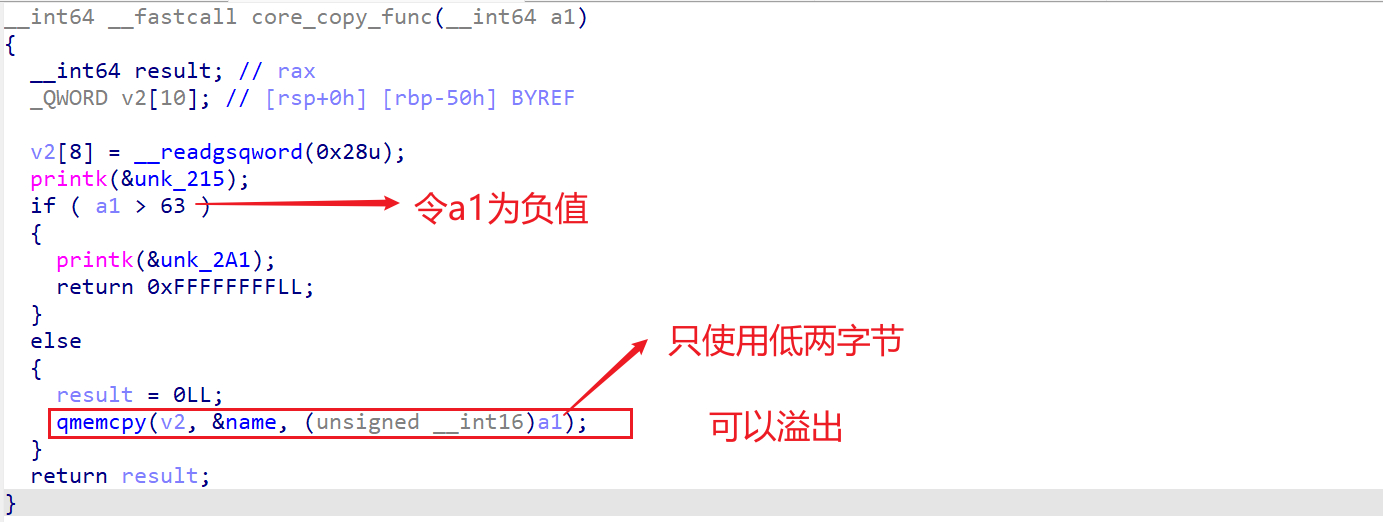 __int64 __fastcall core_copy_func(__int64 a1)
{
__int64 result; // rax
_QWORD v2[10]; // [rsp+0h] [rbp-50h] BYREF
v2[8] = __readgsqword(0x28u);
printk(&unk_215);
if ( a1 > 63 )
令a1为负值
{
printk(&unk_2A1);
return 0xFFFFFFFFLL;
}
else
只使用低两字节
{
result = 0LL;
qmemcpy(v2, &name, (unsigned __int16)a1);
可以溢出
}
return result;
}